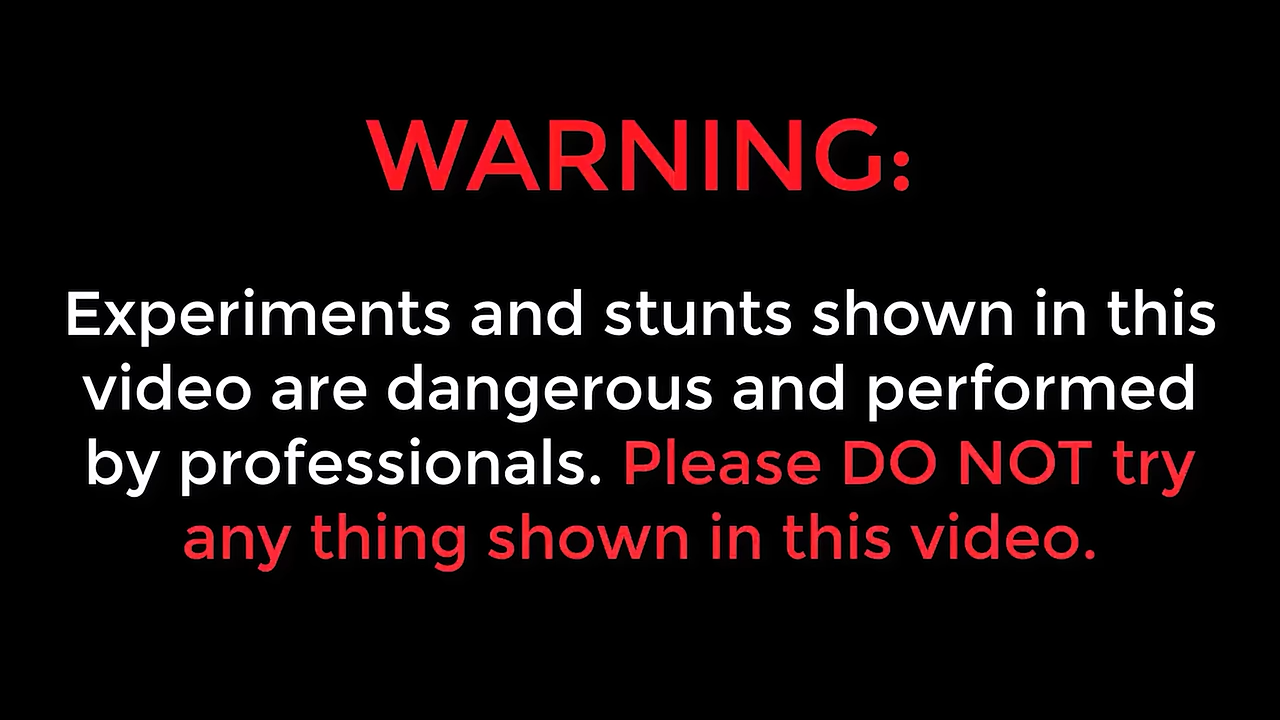 WARNING:
Experiments and stunts shown in this
video are dangerous and performed
by professionals. Please DO NOT try
any thing shown in this video.